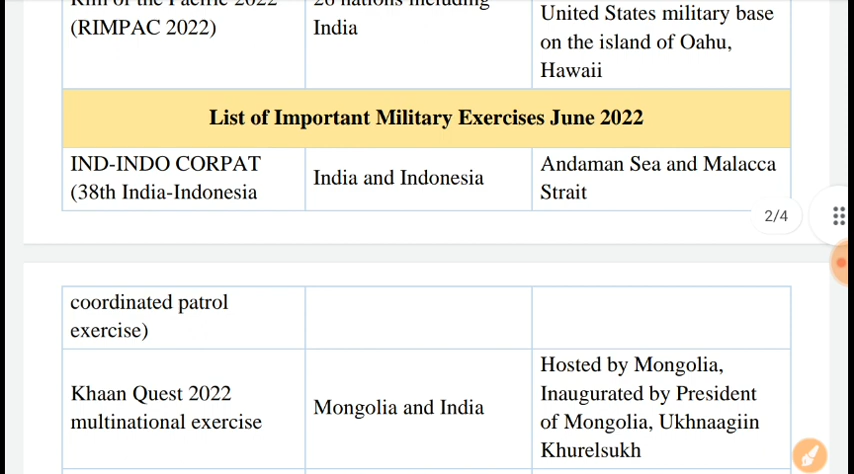 (RIMPAC 2022)
India
United States military base
on the island of Oahu,
Hawaii
List of Important Military Exercises June 2022
IND-INDO CORPAT
(38th India-Indonesia
India and Indonesia
Andaman Sea and Malacca
Strait
2/4
coordinated patrol
exercise)
Khaan Quest 2022
multinational exercise
Mongolia and India
Hosted by Mongolia,
Inaugurated by President
of Mongolia, Ukhnaagiin
Khurelsukh